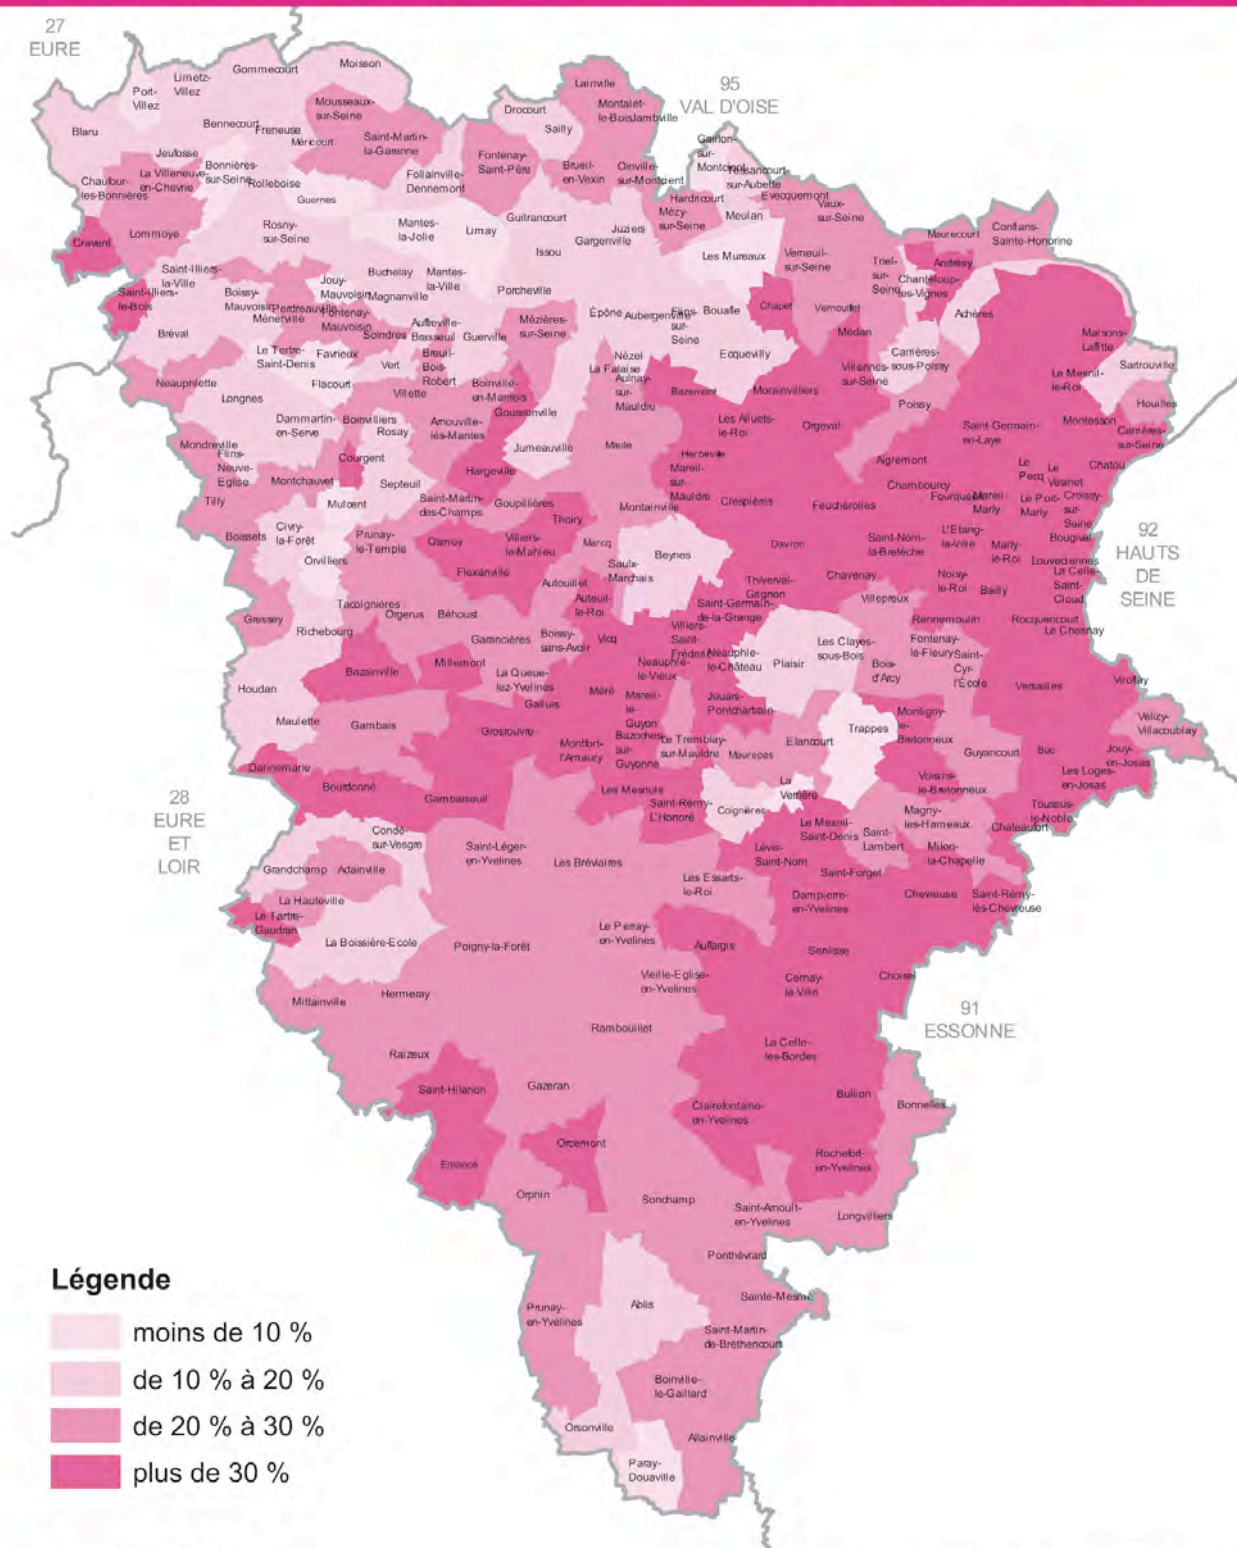 27
EURE
95
VAL D'OISE
Moisson
Gommecourt
Limetz-
Villez
Port-
Villez
Lainville
Montalet-
le-BoisJambville
Mousseaux-
sur-Seine
Drocourt
Sailly
Bennecourt
Freneuse
Blaru
Méricourt
Saint-Martin-
la-Garenne
Jeufosse
Fontenay-
Saint-Père
Brueil-
en-Vexin
Oinville-
sur-Montcient
Gaillon-
sur-
Montcient
Tessancourt-
sur-Aubette
La Villeneuve-
en-Chevrie
Bonnières-
sur-Seine
Rolleboise
Follainville-
Dennemont
Chaufour-
les-Bonnières
Guernes
Evecquemont
Hardricourt
Vaux-
sur-Seine
Mézy-
sur-Seine
Meulan
Cravent
Lommoye
Rosny-
sur-Seine
Mantes-
la-Jolie
Limay
Guitrancourt
Juziers
Gargenville
Issou
Les Mureaux
Verneuil-
sur-Seine
Triel-
sur-
Seine
Maurecourt
Conflans-
Sainte-Honorine
Andrésy
Chanteloup-
les-Vignes
Saint-Illiers-
la-Ville
Saint-Illiers-
le-Bois
Boissy-
Mauvoisin
Perdreauville
Ménerville
Jouy-
Mauvoisin
Fontenay-
Mauvoisin
Buchelay
Magnanville
Mantes-
la-Ville
Porcheville
Bréval
Soindres
Auffreville-
Brasseuil
Guerville
Mézières-
sur-Seine
Épône
Aubergenville
Flins-
sur-
Seine
Bouafle
Chapet
Vernouillet
Médan
Achères
Maisons-
Laffitte
Le Tertre-
Saint-Denis
Favrieux
Vert
Breuil-
Bois-
Robert
Nézel
La Falaise
Aulnay-
sur-
Mauldre
Ecquevilly
Villennes-
sur-Seine
Carrières-
sous-Poissy
Le Mesnil-
le-Roi
Sartrouville
Neauphlette
Flacourt
Villette
Longnes
Boinville-
en-Mantois
Goussonville
Bazemont
Morainvilliers
Poissy
Houilles
Dammartin-
en-Serve
Boinvilliers
Rosay
Arnouville-
lès-Mantes
Jumeauville
Maule
Les Alluets-
le-Roi
Orgeval
Saint-Germain-
en-Laye
Montesson
Carrières-
sur-Seine
Mondreville
Flins-
Neuve-
Eglise
Montchauvet
Courgent
Septeuil
Hargeville
Herbeville
Mareil-
sur-
Mauldre
Aigremont
Chambourcy
Le
Pecq
Le
Vésinet
Chatou
Tilly
Mulcent
Saint-Martin-
des-Champs
Goupillières
Montainville
Crespières
Feucherolles
Fourqueux
Mareil-
Marly
Le Port-
Marly
Croissy-
sur-
Seine
Boissets
Civry-
la-Forêt
Orvilliers
Prunay-
le-Temple
Osmoy
Thoiry
Villiers-
le-Mahieu
Marcq
Beynes
Davron
Saint-Nom-
la-Bretèche
L'Etang-
la-Ville
Marly-
le-Roi
Bougival
Louveciennes
92
HAUTS
DE
SEINE
Flexanville
Autouillet
Saulx-
Marchais
Thiverval-
Grignon
Chavenay
Noisy-
le-Roi
Bailly
La Celle-
Saint-
Cloud
Tacoignières
Orgerus
Béhoust
Auteuil-
le-Roi
Saint-Germain-
de-la-Grange
Villepreux
Rennemoulin
Rocquencourt
Le Chesnay
Gressey
Richebourg
Garancières
Boissy-
sans-Avoir
Vicq
Villiers-
Saint-
Frédéric
Neauphle-
le-Château
Les Clayes-
sous-Bois
Fontenay-
le-Fleury
Saint-
Cyr-
l'École
Bazainville
Millemont
La Queue-
lez-Yvelines
Galluis
Neauphle-
le-Vieux
Plaisir
Bois-
d'Arcy
Versailles
Viroflay
Houdan
Maulette
Gambais
Grosrouvre
Méré
Mareil-
le-
Guyon
Jouars-
Pontchartrain
Trappes
Montigny-
le-
Bretonneux
Vélizy-
Villacoublay
Montfort-
l'Amaury
Bazoches-
sur-
Guyonne
Le Tremblay-
sur-Mauldre
Maurepas
Elancourt
Guyancourt
Buc
Jouy-
en-Josas
Dannemarie
Les Loges-
en-Josas
Bourdonné
Gambaiseuil
Les Mesnuls
La
Verrière
Voisins-
le-Bretonneux
28
EURE
ET
LOIR
Saint-Rémy-
L'Honoré
Coignières
Magny-
les-Hameaux
Toussus-
le-Noble
Châteaufort
Condé-
sur-Vesgre
Le Mesnil-
Saint-Denis
Saint-
Lambert
Milon-
la-Chapelle
Saint-Léger-
en-Yvelines
Les Bréviaires
Lévis-
Saint-Nom
Grandchamp
Adainville
Les Essarts-
le-Roi
Saint-Forget
La Hauteville
Dampierre-
en-Yvelines
Chevreuse
Saint-Rémy-
lès-Chevreuse
Le Tartre-
Gaudran
La Boissière-Ecole
Poigny-la-Forêt
Le Perray-
en-Yvelines
Auffargis
Senlisse
Vieille-Eglise-
en-Yvelines
Cernay-
la-Ville
Choisel
Mittainville
Hermeray
91
ESSONNE
Rambouillet
Raizeux
La Celle-
les-Bordes
Saint-Hilarion
Gazeran
Bullion
Bonnelles
Clairefontaine-
en-Yvelines
Emancé
Orcemont
Rochefort-
en-Yvelines
Orphin
Sonchamp
Saint-Arnoult-
en-Yvelines
Longvilliers
Ponthévrard
Légende
moins de 10 %
de 10 % à 20 %
de 20 % à 30 %
plus de 30 %
Prunay-
en-Yvelines
Ablis
Sainte-Mesme
Saint-Martin-
de-Bréthencourt
Boinville-
le-Gaillard
Orsonville
Allainville
Paray-
Douaville